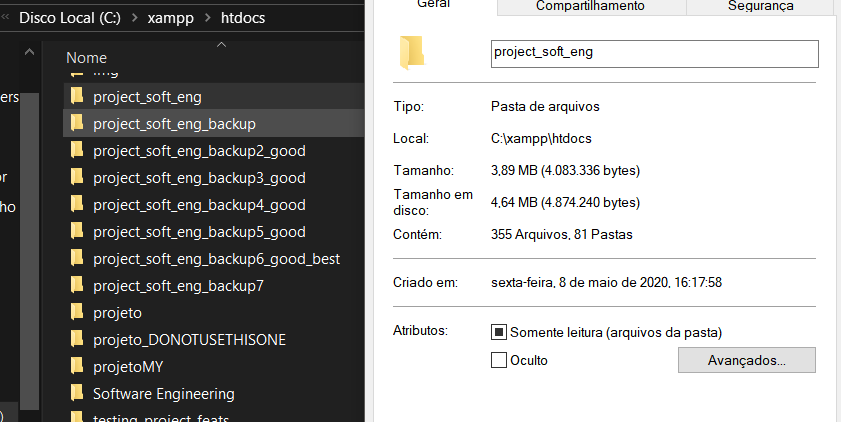 Disco Local (C:) > xampp > htdocs
Nome
img
project_soft_eng
project_soft_eng_backup
project_soft_eng_backup2_good
project_soft_eng_backup3_good
project_soft_eng_backup4_good
project_soft_eng_backup5_good
project_soft_eng_backup6_good_best
project_soft_eng_backup7
projeto
projeto_DONOTUSETHISONE
projetoMY
Software Engineering
testing_project_feats
ers
or
ho
Geral Compartilhamento Segurança
project_soft_eng
Tipo: Pasta de arquivos
Local: C:\xampp\htdocs
Tamanho: 3,89 MB (4.083.336 bytes)
Tamanho em
disco: 4,64 MB (4.874.240 bytes)
Contém: 355 Arquivos, 81 Pastas
Criado em: sexta-feira, 8 de maio de 2020, 16:17:58
Atributos: Somente leitura (arquivos da pasta)
Oculto
Avançados...